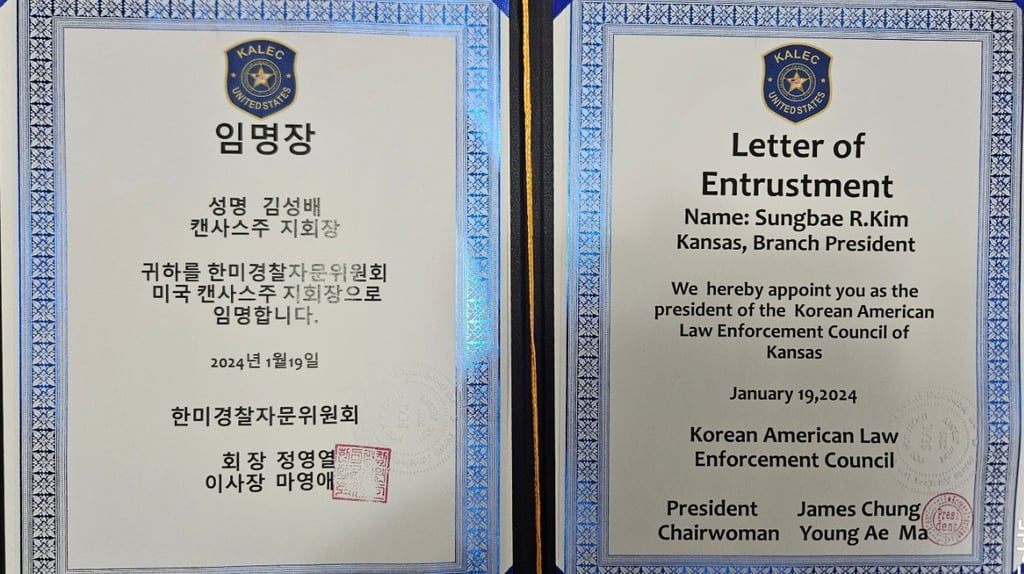 KALEC
UNITED STATES
임명장
성명 김성배
캔사스주 지회장
귀하를 한미경찰자문위원회
미국 캔사스주 지회장으로
임명합니다.
2024년 1월19일
한미경찰자문위원회
회 장 정영열
이사장 마영애
KALEC
UNITED STATES
Letter of
Entrustment
Name: Sungbae R.Kim
Kansas, Branch President
We hereby appoint you as the
president of the Korean American
Law Enforcement Council of
Kansas
January 19,2024
Korean American Law
Enforcement Council
SEAL
President James Chung
Chairwoman Young Ae Ma
Presi
dent